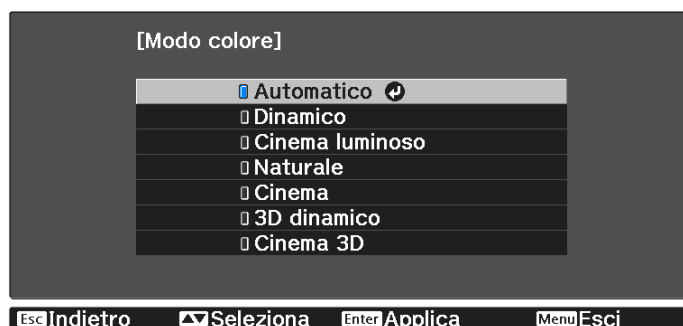 [Modo colore]
Automatico
Dinamico
Cinema luminoso
Naturale
Cinema
3D dinamico
Cinema 3D
Esc Indietro Seleziona Enter Applica Menu Esci